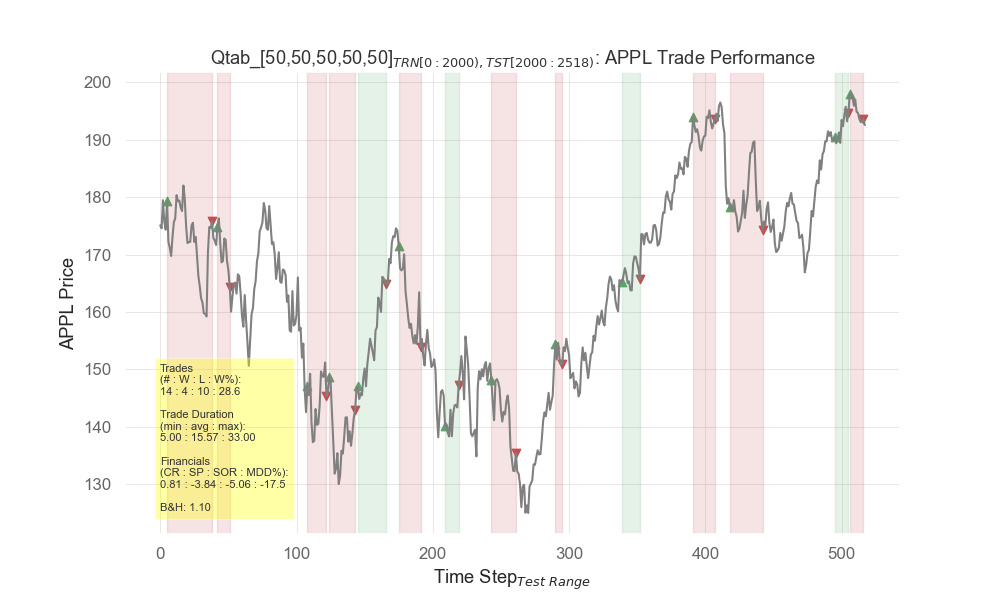 Qtab_[50,50,50,50,50]TRN[0 : 2000), TST[2000 : 2518): APPL Trade Performance
200
190
180
170
160
150
140
130
APPL Price
Trades
(# : W : L : W%):
14 : 4 : 10 : 28.6
Trade Duration
(min : avg : max):
5.00 : 15.57 : 33.00
Financials
(CR : SP : SOR : MDD%):
0.81 : -3.84 : -5.06 : -17.5
B&H: 1.10
0 100 200 300 400 500
Time StepTest Range